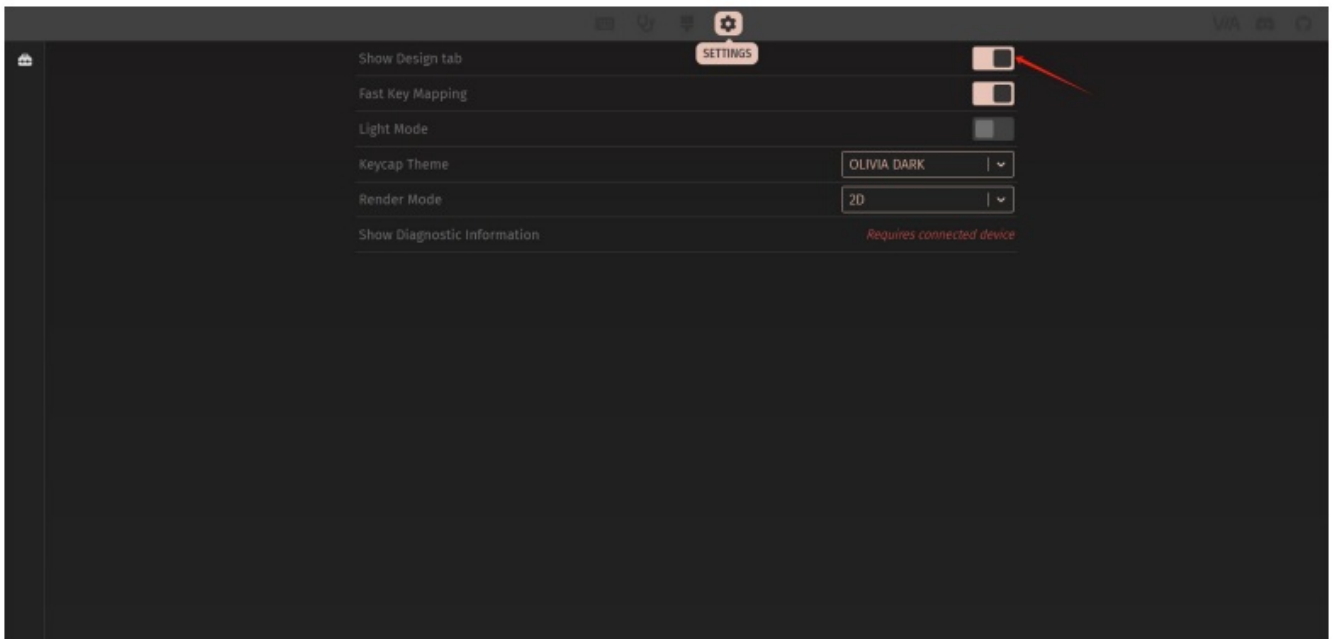 VIA
SETTINGS
Show Design tab
Fast Key Mapping
Light Mode
Keycap Theme
OLIVIA DARK
Render Mode
2D
Show Diagnostic Information
Requires connected device